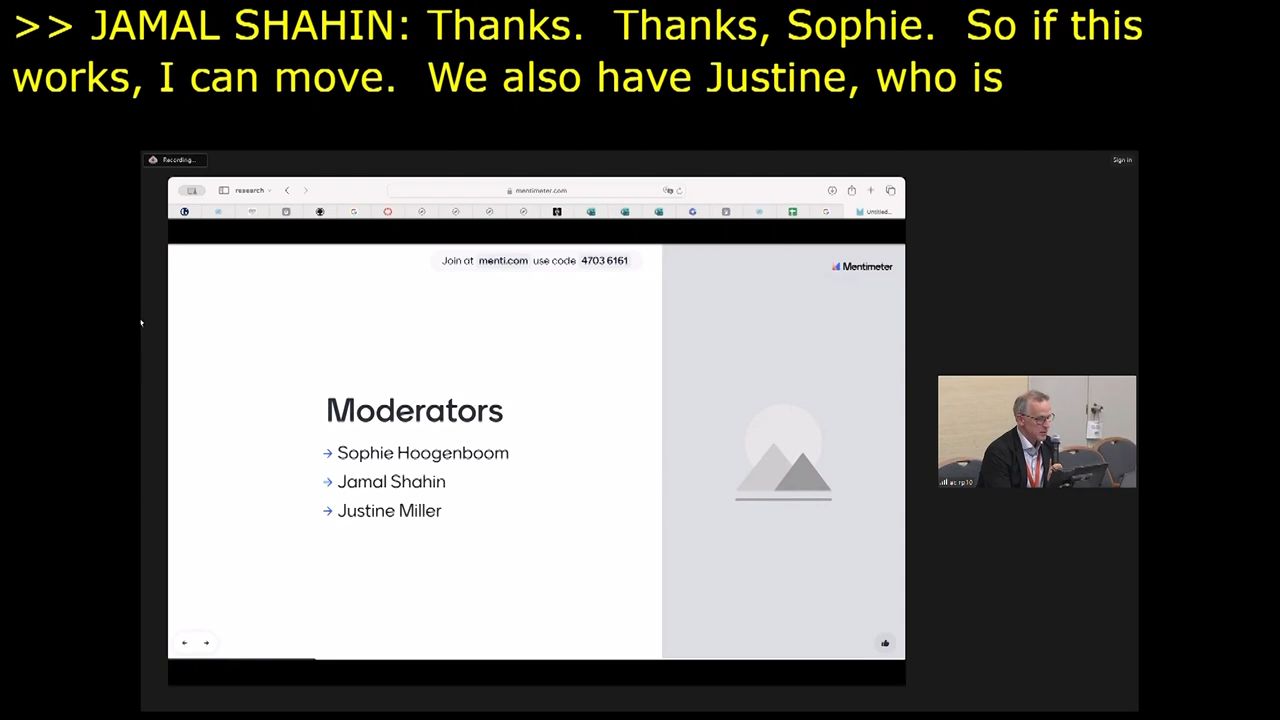 >> JAMAL SHAHIN: Thanks.  Thanks, Sophie.  So if this
works, I can move.  We also have Justine, who is
Recording...
Sign in
research
mentimeter.com
Untitled...
Join at menti.com use code 4703 6161
Mentimeter
Moderators
→ Sophie Hoogenboom
→ Jamal Shahin
→ Justine Miller